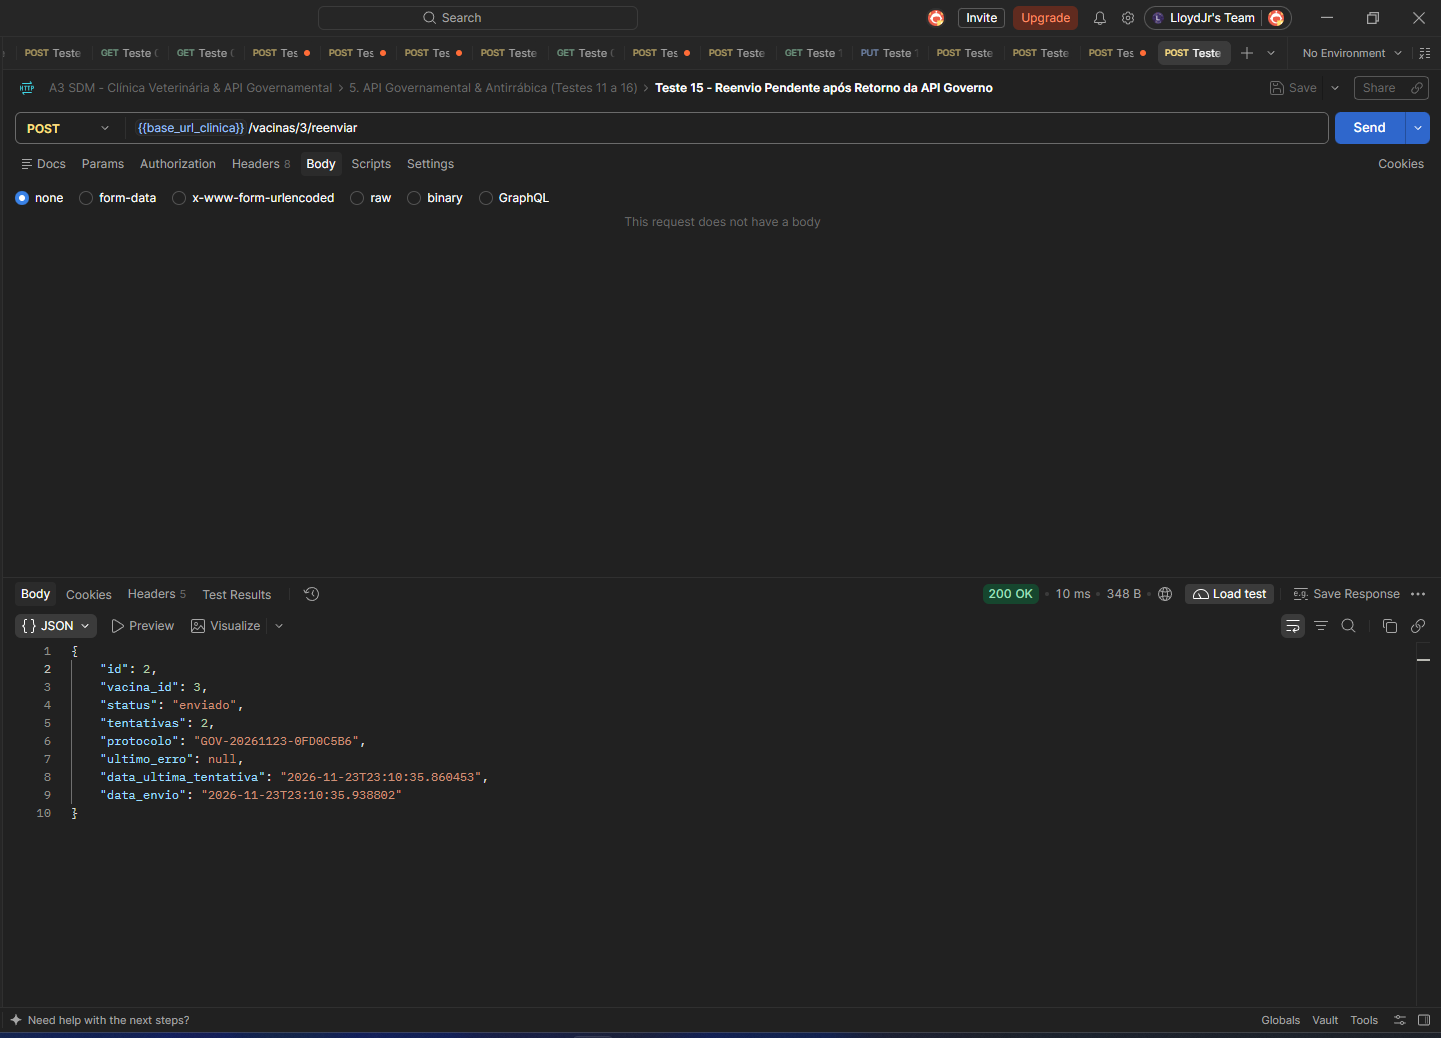 Search
Invite
Upgrade
LloydJr's Team
POST Teste
GET Teste
GET Teste
POST Tes
POST Tes
POST Tes
POST Teste
GET Teste
POST Tes
POST Teste
GET Teste
PUT Teste
POST Teste
POST Teste
POST Tes
POST Teste
No Environment
HTTP
A3 SDM - Clínica Veterinária & API Governamental > 5. API Governamental & Antirrábica (Testes 11 a 16) > Teste 15 - Reenvio Pendente após Retorno da API Governo
Save
Share
POST
{{base_url_clinica}} /vacinas/3/reenviar
Send
Docs Params Authorization Headers 8 Body Scripts Settings
Cookies
none form-data x-www-form-urlencoded raw binary GraphQL
This request does not have a body
Body Cookies Headers 5 Test Results
200 OK • 10 ms • 348 B •
Load test
e.g. Save Response
{ } JSON Preview Visualize
1 {
2 "id": 2,
3 "vacina_id": 3,
4 "status": "enviado",
5 "tentativas": 2,
6 "protocolo": "GOV-20261123-0FD0C5B6",
7 "ultimo_erro": null,
8 "data_ultima_tentativa": "2026-11-23T23:10:35.860453",
9 "data_envio": "2026-11-23T23:10:35.938802"
10 }
Need help with the next steps?
Globals Vault Tools